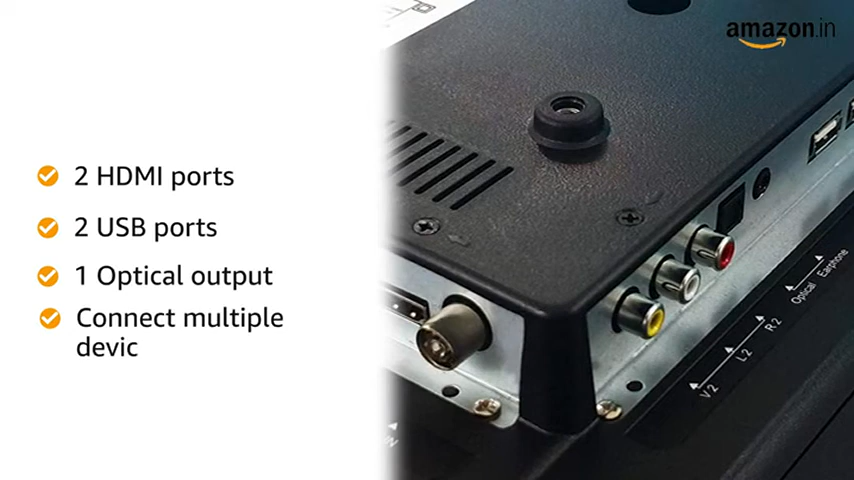 amazon.in
2 HDMI ports
2 USB ports
1 Optical output
Connect multiple
devic
V2
L2
R2
Optical
Earphone
IN